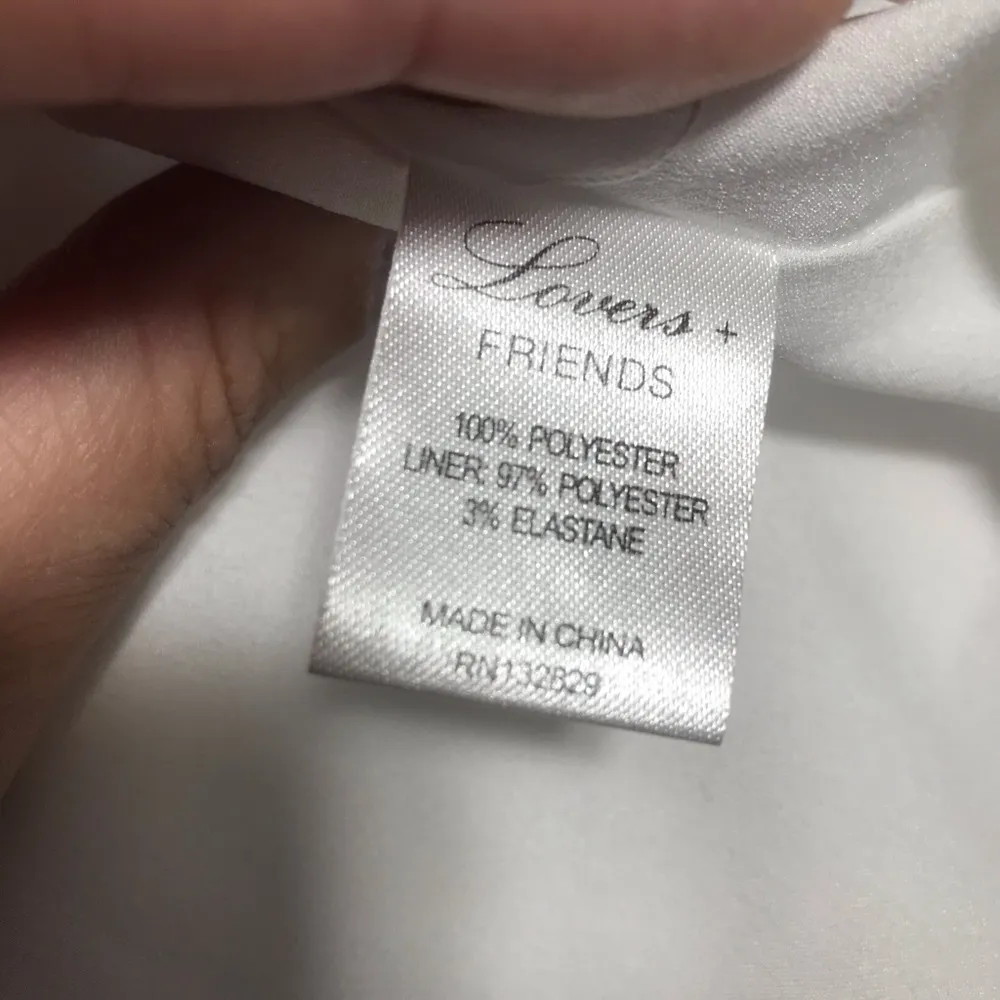 Lovers +
FRIENDS
100% POLYESTER
LINER: 97% POLYESTER
3% ELASTANE
MADE IN CHINA
RN132829